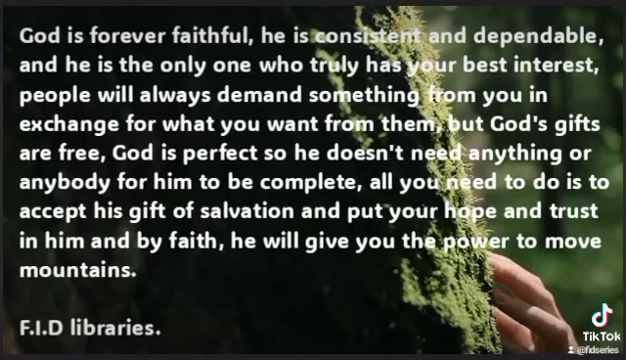 God is forever faithful, he is consistent and dependable,
and he is the only one who truly has your best interest,
people will always demand something from you in
exchange for what you want from them, but God's gifts
are free, God is perfect so he doesn't need anything or
anybody for him to be complete, all you need to do is to
accept his gift of salvation and put your hope and trust
in him and by faith, he will give you the power to move
mountains.
F.I.D libraries.
TikTok
@fidseries